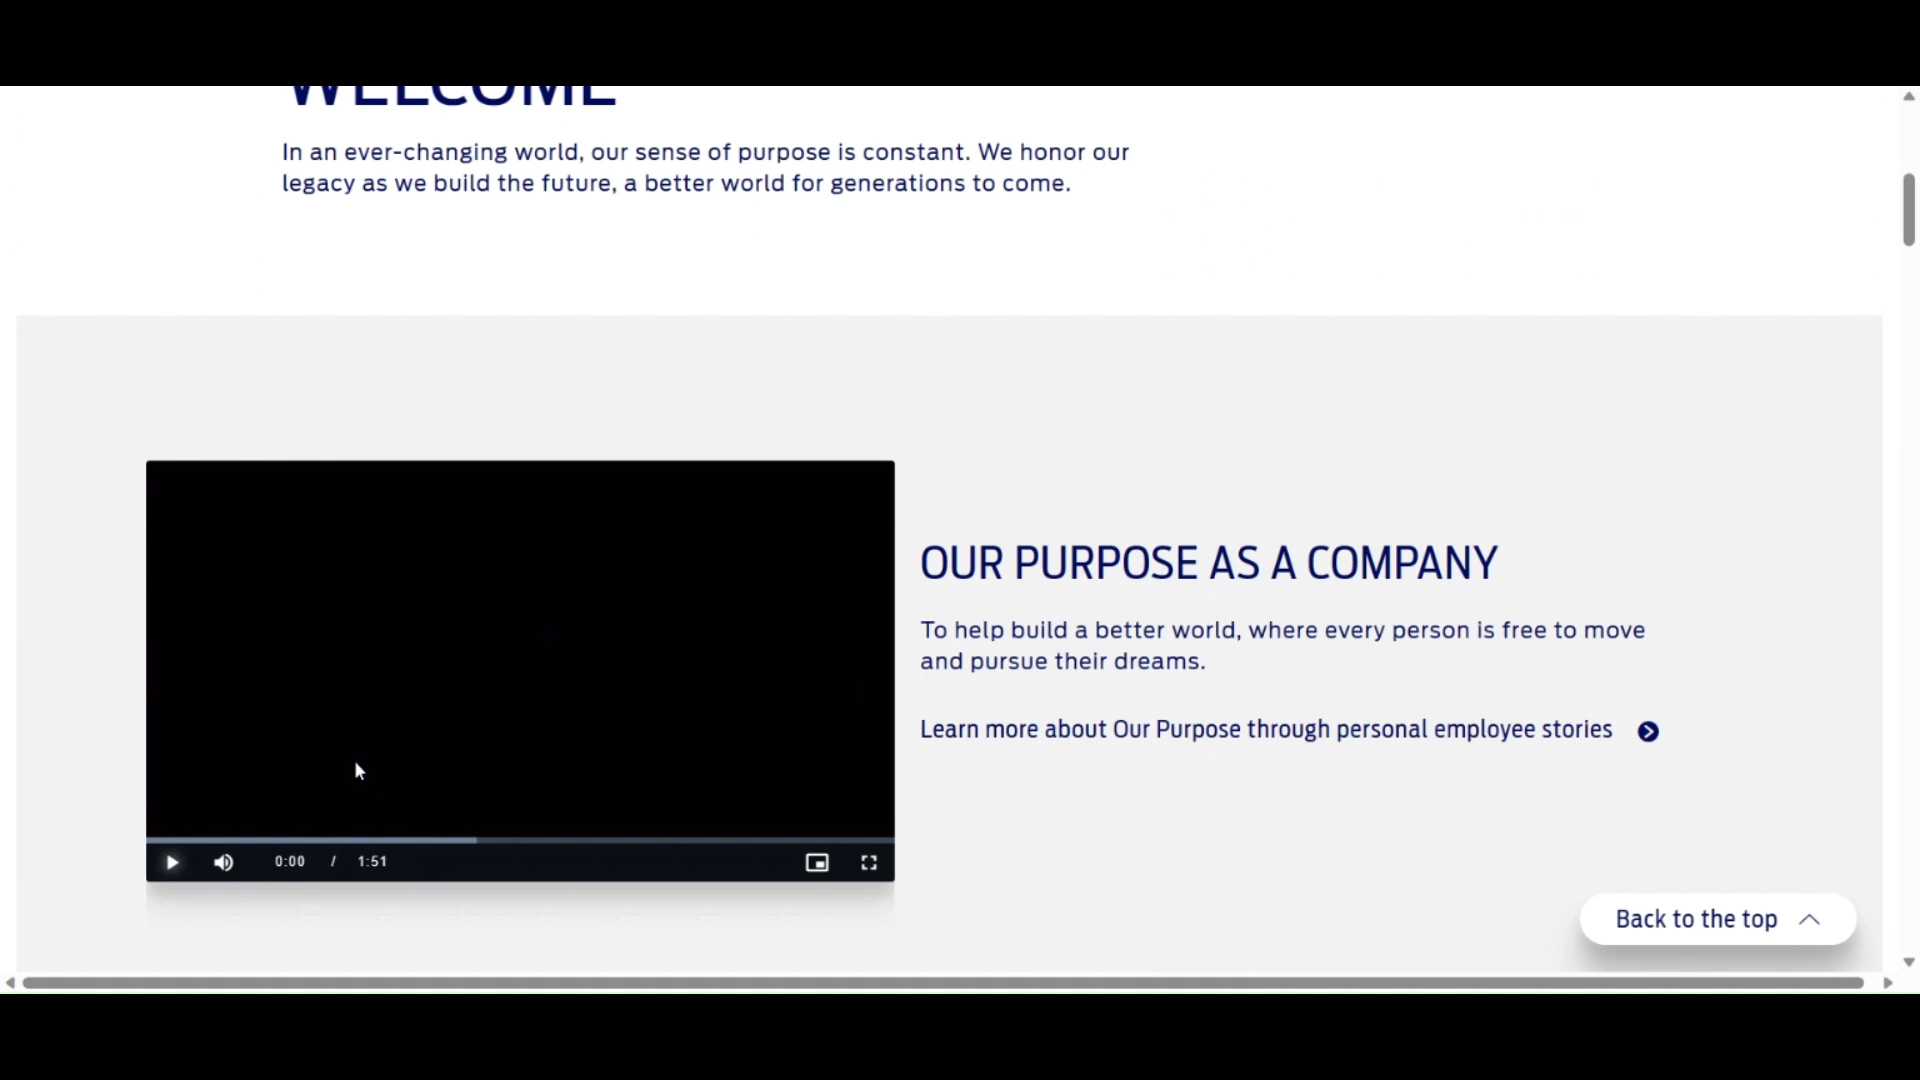 WELCOME
In an ever-changing world, our sense of purpose is constant. We honor our
legacy as we build the future, a better world for generations to come.
OUR PURPOSE AS A COMPANY
To help build a better world, where every person is free to move
and pursue their dreams.
Learn more about Our Purpose through personal employee stories
0:00 / 1:51
Back to the top